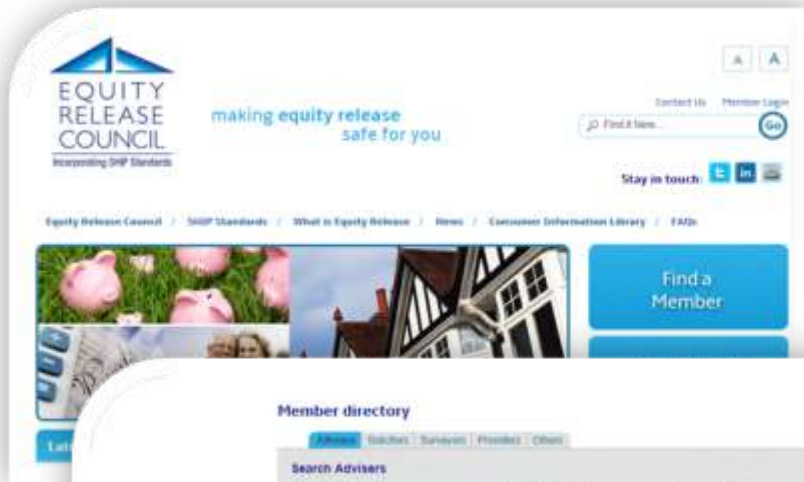 A A
EQUITY
RELEASE
COUNCIL
Incorporating SHIP Standards
making equity release
safe for you
Contact Us Member Login
Find it here...
Go
Stay in touch:
in
Equity Release Council / SHIP Standards / What is Equity Release / News / Consumer Information Library / FAQs
Find a
Member
Member directory
Advisers Solicitors Surveyors Providers Others
Search Advisers